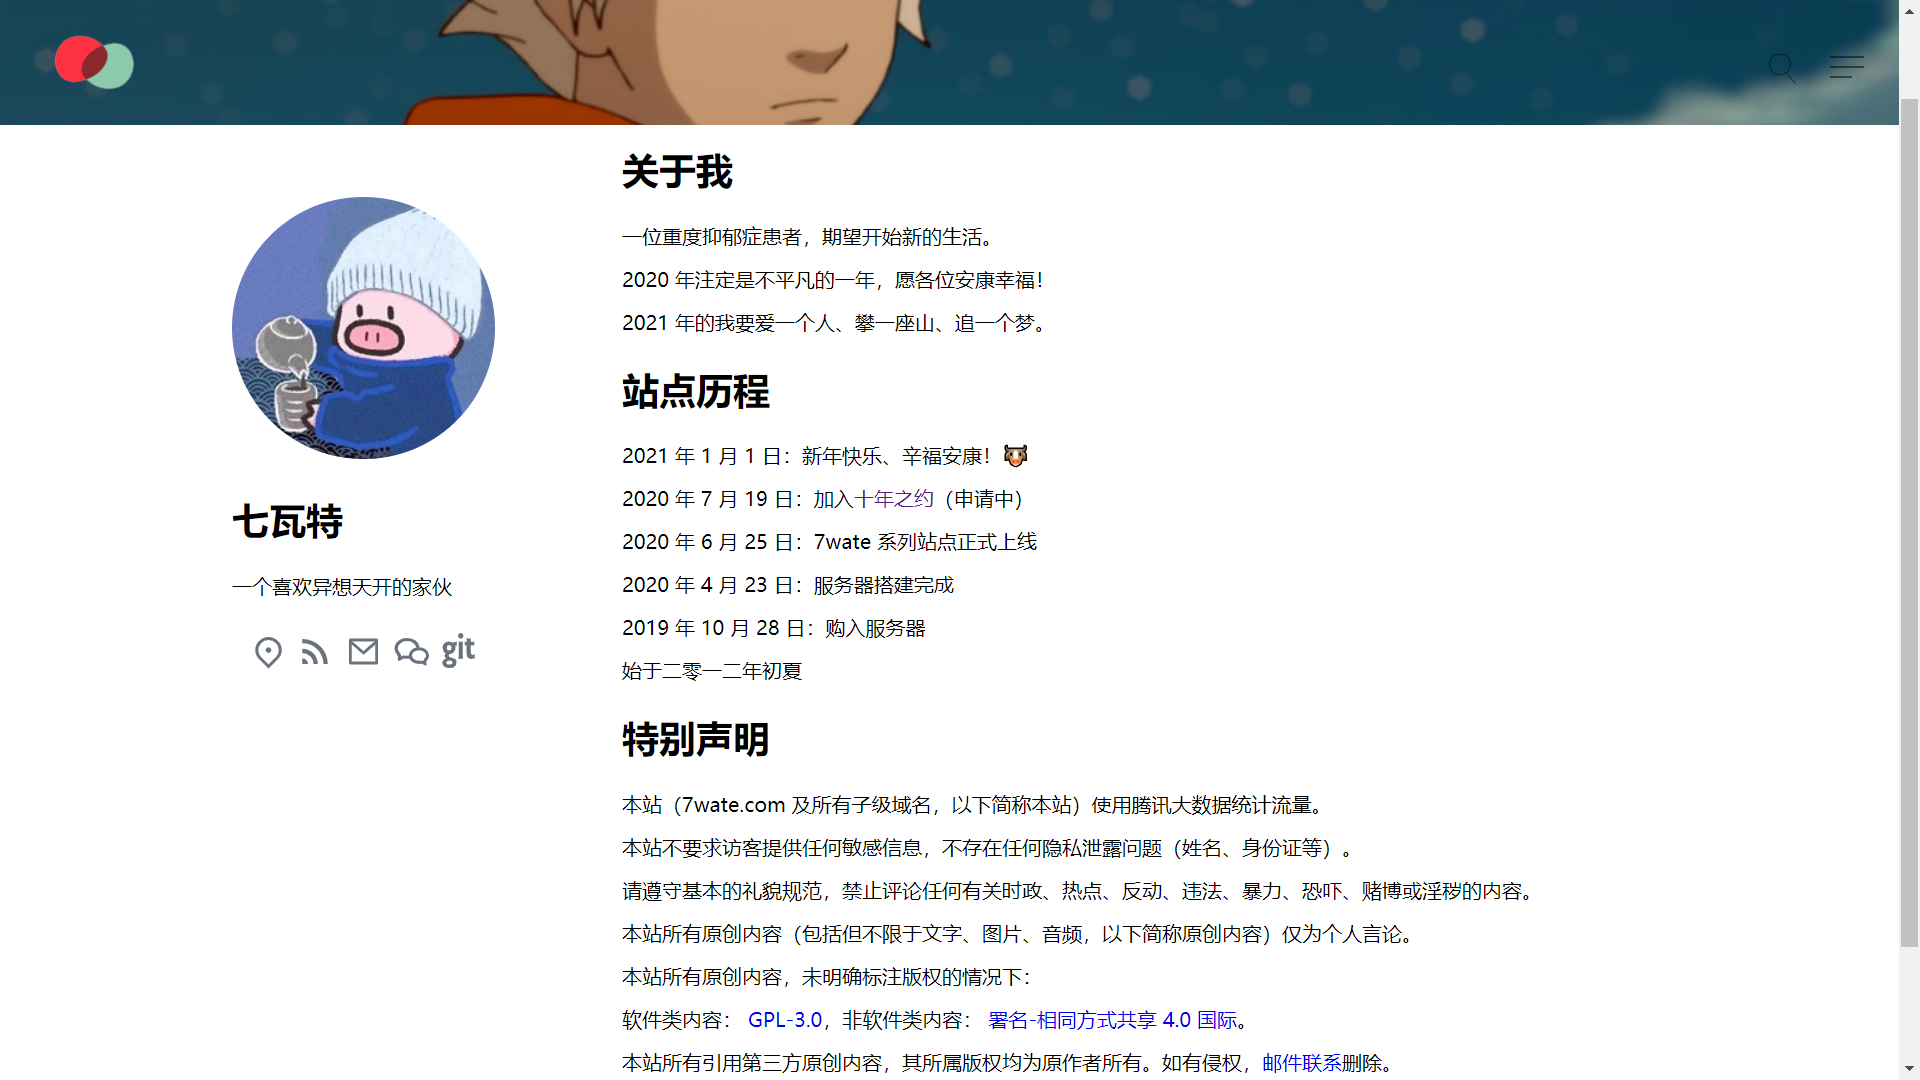 七瓦特
一个喜欢异想天开的家伙
git
关于我
一位重度抑郁症患者，期望开始新的生活。
2020 年注定是不平凡的一年，愿各位安康幸福！
2021 年的我要爱一个人、攀一座山、追一个梦。
站点历程
2021 年 1 月 1 日：新年快乐、辛福安康！
2020 年 7 月 19 日：加入十年之约（申请中）
2020 年 6 月 25 日：7wate 系列站点正式上线
2020 年 4 月 23 日：服务器搭建完成
2019 年 10 月 28 日：购入服务器
始于二零一二年初夏
特别声明
本站（7wate.com 及所有子级域名，以下简称本站）使用腾讯大数据统计流量。
本站不要求访客提供任何敏感信息，不存在任何隐私泄露问题（姓名、身份证等）。
请遵守基本的礼貌规范，禁止评论任何有关时政、热点、反动、违法、暴力、恐吓、赌博或淫秽的内容。
本站所有原创内容（包括但不限于文字、图片、音频，以下简称原创内容）仅为个人言论。
本站所有原创内容，未明确标注版权的情况下：
软件类内容： GPL-3.0，非软件类内容： 署名-相同方式共享 4.0 国际。
本站所有引用第三方原创内容，其所属版权均为原作者所有。如有侵权，邮件联系删除。